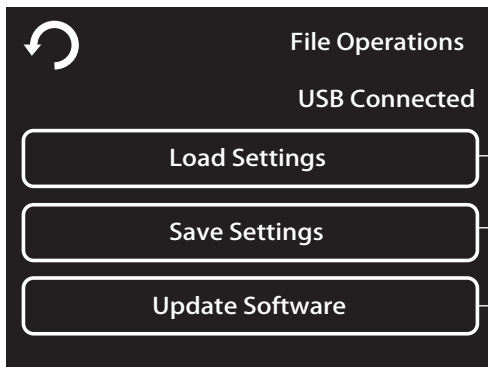 File Operations
USB Connected
Load Settings
Save Settings
Update Software